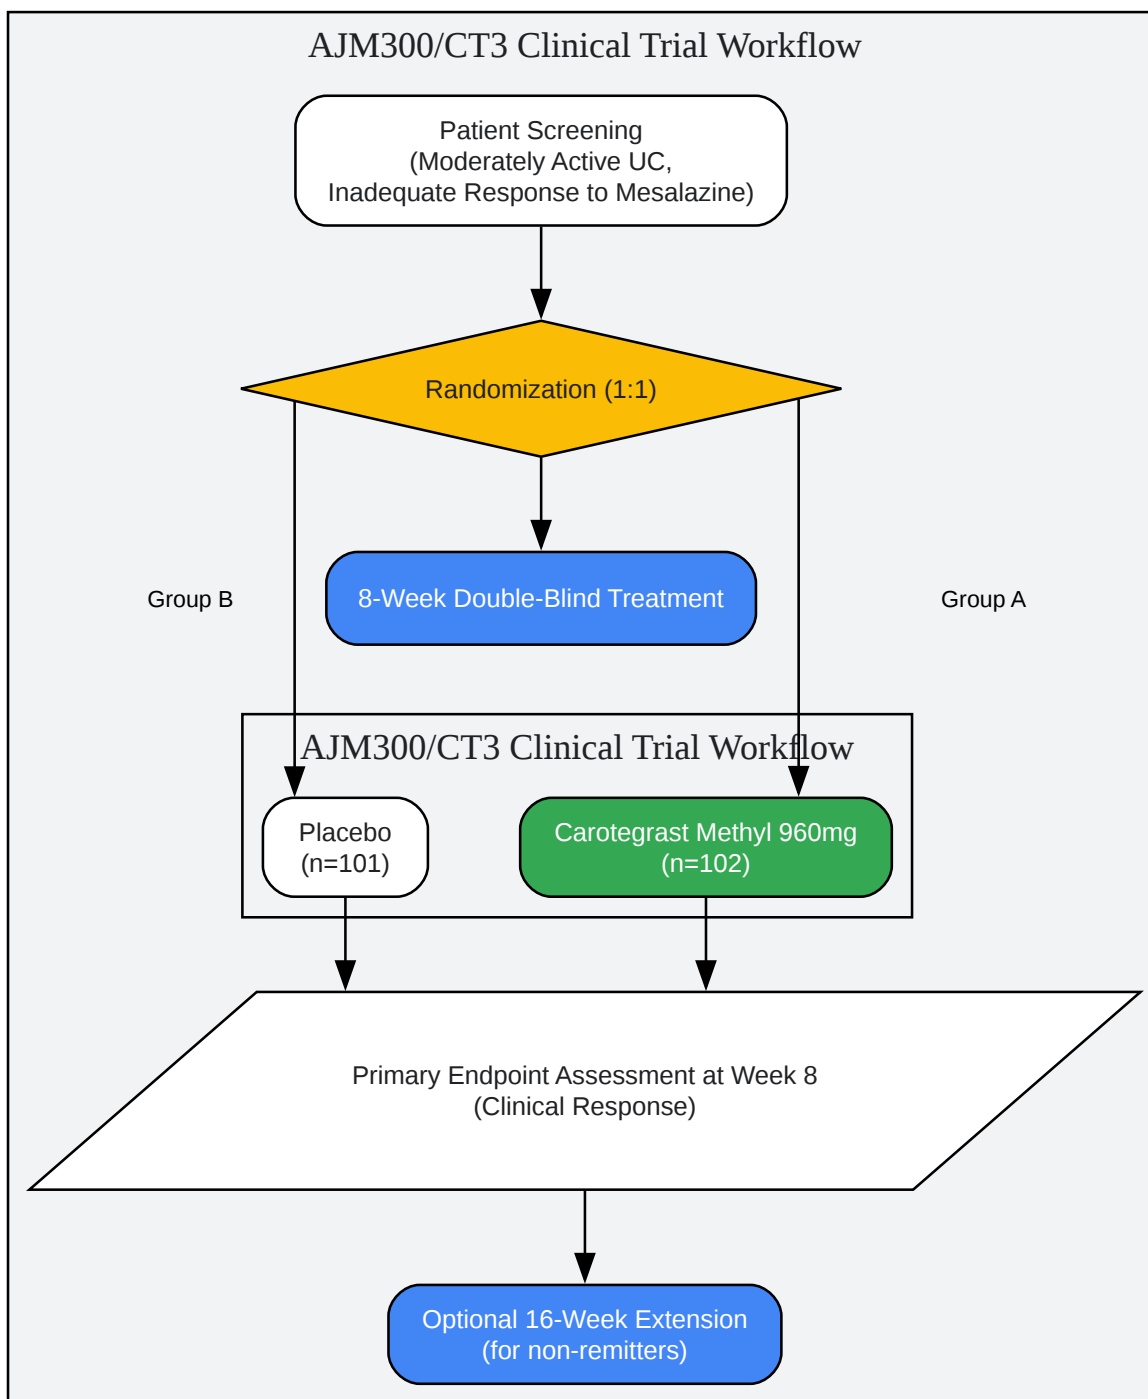 AJM300/CT3 Clinical Trial Workflow
Patient Screening
(Moderately Active UC,
Inadequate Response to Mesalazine)
Randomization (1:1)
Group B
8-Week Double-Blind Treatment
Group A
AJM300/CT3 Clinical Trial Workflow
Placebo
(n=101)
Carotegrast Methyl 960mg
(n=102)
Primary Endpoint Assessment at Week 8
(Clinical Response)
Optional 16-Week Extension
(for non-remitters)